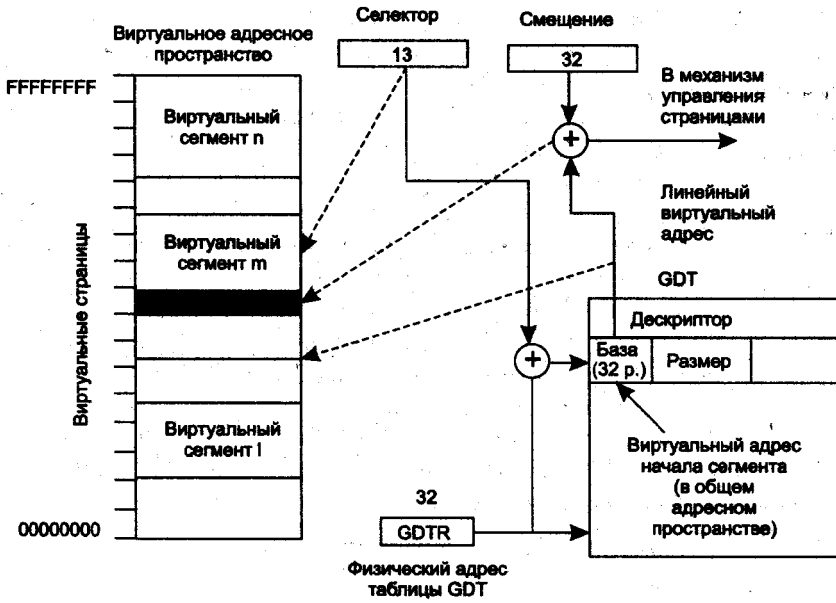 Виртуальное адресное
пространство
Селектор
13
Смещение
32
FFFFFFFF
Виртуальный
сегмент n
В механизм
управления
страницами
+
Виртуальный
сегмент m
Линейный
виртуальный
адрес
Виртуальные страницы
GDT
Дескриптор
+
База
(32 р.)
Размер
Виртуальный
сегмент l
Виртуальный адрес
начала сегмента
(в общем
адресном
пространстве)
32
GDTR
00000000
Физический адрес
таблицы GDT